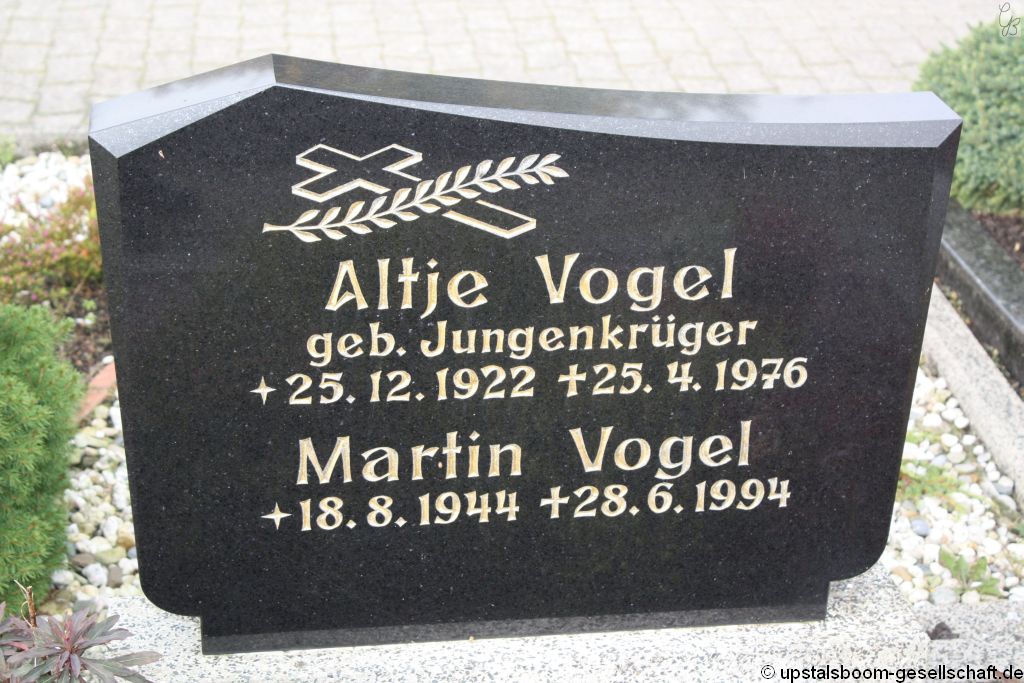 Altje Vogel
geb. Jungenkrüger
25. 12. 1922 †25. 4. 1976
Martin Vogel
18. 8. 1944 †28. 6. 1994
© upstalsboom-gesellschaft.de